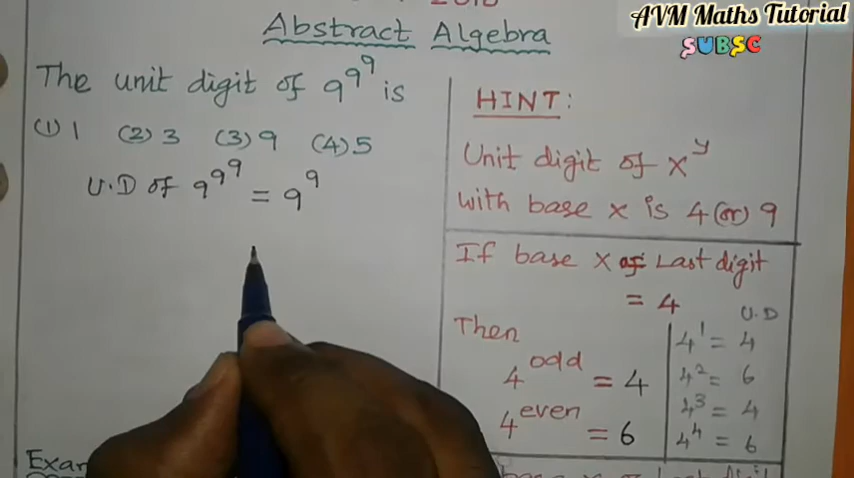 2018
AVM Maths Tutorial
SUBSC
Abstract Algebra
The unit digit of 9^9^9 is
(1) 1 (2) 3 (3) 9 (4) 5
U.D of 9^9^9 = 9^9
HINT:
Unit digit of x^y
with base x is 4 (or) 9
If base x of Last digit
= 4
Then
4^odd = 4
4^even = 6
U.D
4^1 = 4
4^2 = 6
4^3 = 4
4^4 = 6